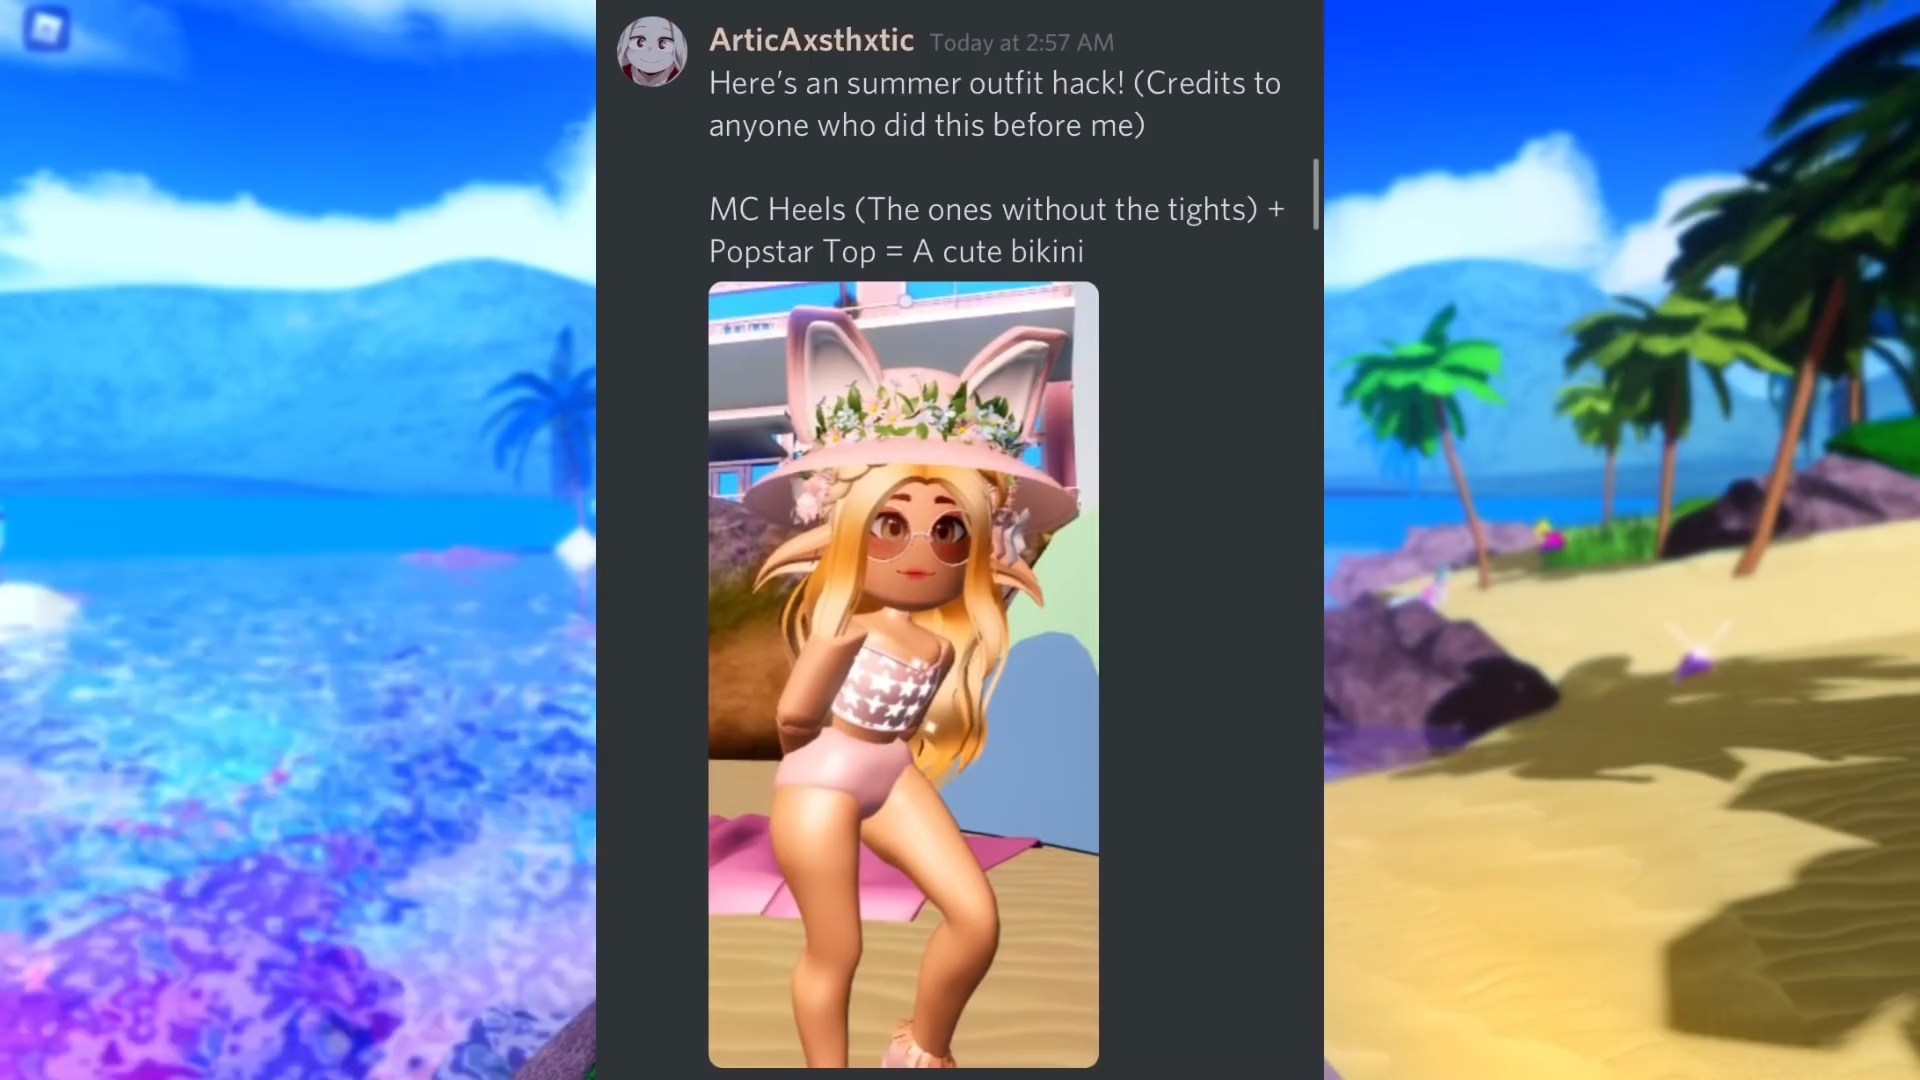 ArticAxsthxtic Today at 2:57 AM
Here’s an summer outfit hack! (Credits to
anyone who did this before me)
MC Heels (The ones without the tights) +
Popstar Top = A cute bikini